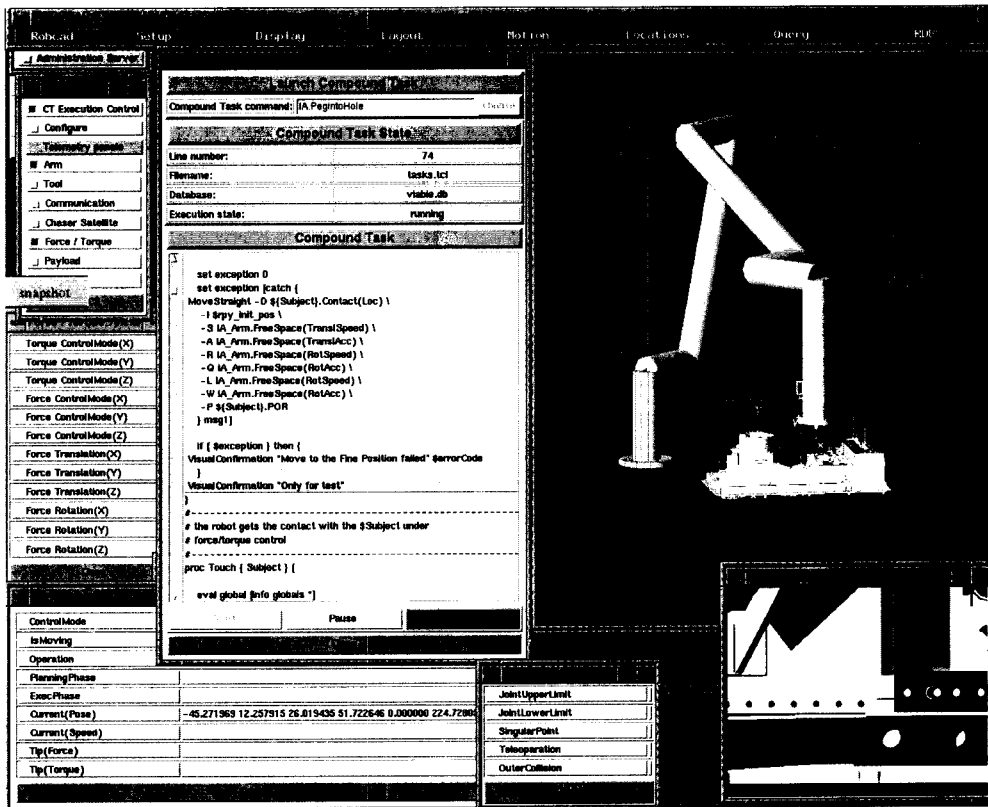 Robcad Setup Display Layout Motion Locations Query
Administration Server
CT Execution Control
Configure
Telemetry panels
Arm
Tool
Communication
Chaser Satellite
Force / Torque
Payload
snapshot
Torque ControlMode(X)
Torque ControlMode(Y)
Torque ControlMode(Z)
Force ControlMode(X)
Force ControlMode(Y)
Force ControlMode(Z)
Force Translation(X)
Force Translation(Y)
Force Translation(Z)
Force Rotation(X)
Force Rotation(Y)
Force Rotation(Z)
Launch Compound Task
Compound Task command: IA.PegIntoHole
Compound Task State
Line number: 74
Filename: tasks.tcl
Database: viable.db
Execution state: running
Compound Task
set exception 0
set exception [catch {
MoveStraight -D ${Subject}.Contact(Loc) \
-I $rpy_init_pos \
-S IA_Arm.FreeSpace(TranslSpeed) \
-A IA_Arm.FreeSpace(TranslAcc) \
-R IA_Arm.FreeSpace(RotSpeed) \
-Q IA_Arm.FreeSpace(RotAcc) \
-L IA_Arm.FreeSpace(RotSpeed) \
-W IA_Arm.FreeSpace(RotAcc) \
-P ${Subject}.POR
} msg1]
if { $exception } then {
VisualConfirmation "Move to the Fine Position failed" $errorCode
}
VisualConfirmation "Only for test"
}
#--------------------
# the robot gets the contact with the $Subject under
# force/torque control
#--------------------
proc Touch { Subject } {
eval global [info globals *]
Pause
ControlMode
IsMoving
Operation
PlanningPhase
ExecPhase
Current(Pose) -45.271969 12.257915 26.019435 51.722646 0.000000
Current(Speed)
Tip(Force)
Tip(Torque)
JointUpperLimit
JointLowerLimit
SingularPoint
Teleoparation
OuterCollision